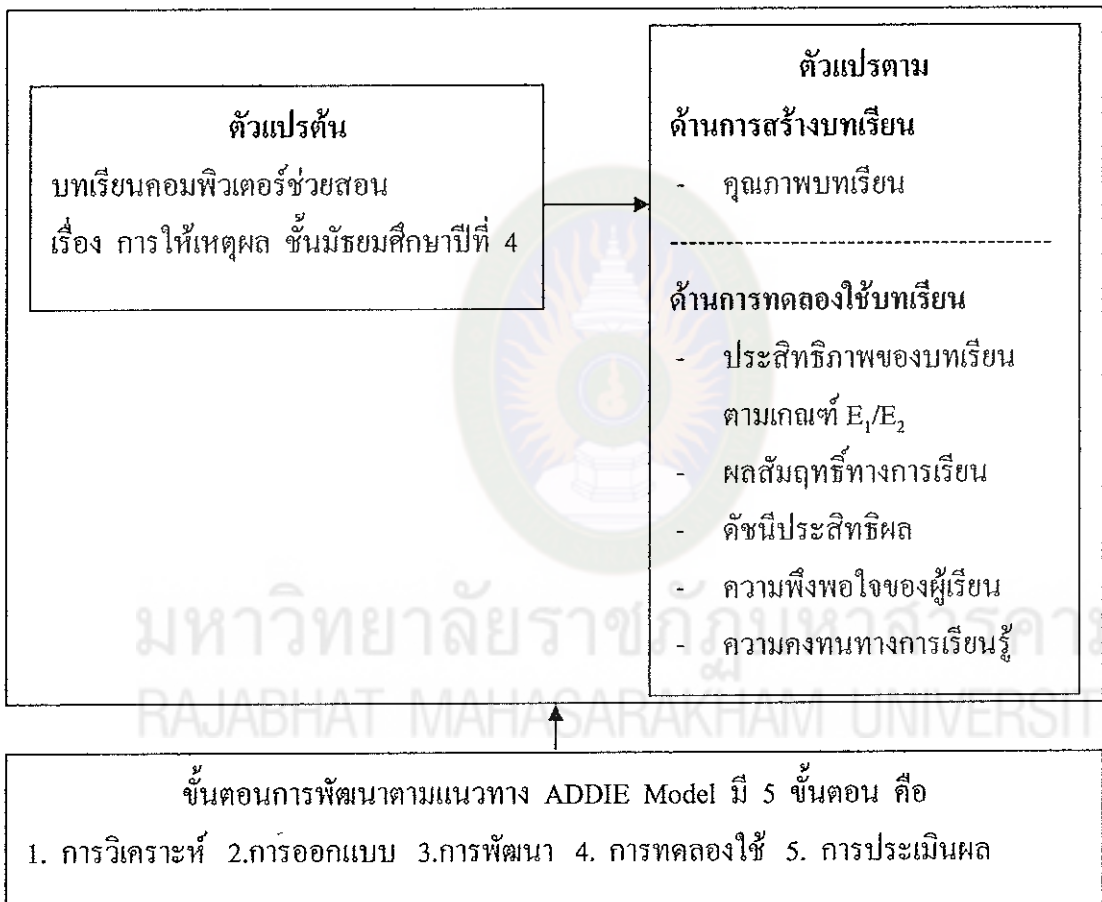 ตัวแปรต้น
บทเรียนคอมพิวเตอร์ช่วยสอน
เรื่อง การให้เหตุผล ชั้นมัธยมศึกษาปีที่ 4
ตัวแปรตาม
ด้านการสร้างบทเรียน
- คุณภาพบทเรียน
ด้านการทดลองใช้บทเรียน
- ประสิทธิภาพของบทเรียน
ตามเกณฑ์ E₁/E₂
- ผลสัมฤทธิ์ทางการเรียน
- ดัชนีประสิทธิผล
- ความพึงพอใจของผู้เรียน
- ความคงทนทางการเรียนรู้
มหาวิทยาลัยราชภัฏมหาสารคาม
RAJABHAT MAHASARAKHAM UNIVERSIT
ขั้นตอนการพัฒนาตามแนวทาง ADDIE Model มี 5 ขั้นตอน คือ
1. การวิเคราะห์ 2.การออกแบบ 3.การพัฒนา 4. การทดลองใช้ 5. การประเมินผล